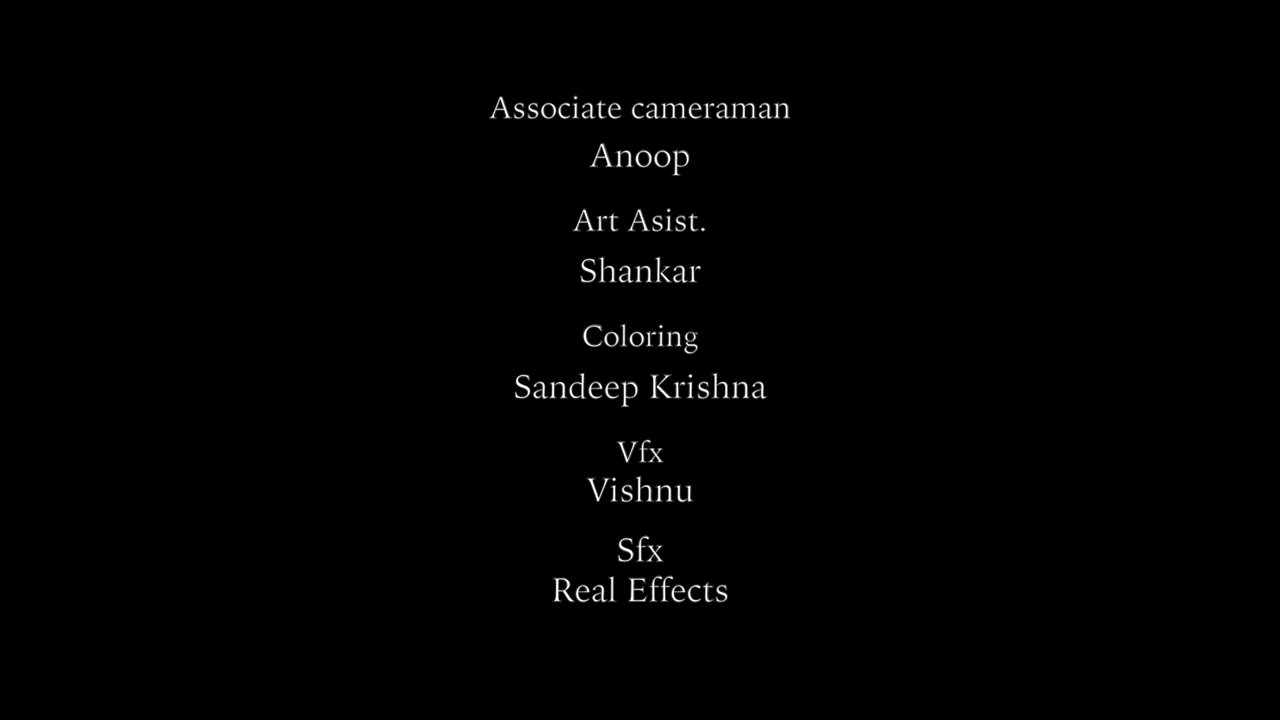 Associate cameraman
Anoop
Art Asist.
Shankar
Coloring
Sandeep Krishna
Vfx
Vishnu
Sfx
Real Effects